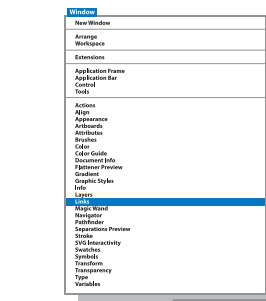 Window
New Window
Arrange
Workspace
Extensions
Application Frame
Application Bar
Control
Tools
Actions
Align
Appearance
Artboards
Attributes
Brushes
Color
Color Guide
Document Info
Flattener Preview
Gradient
Graphic Styles
Info
Layers
Links
Magic Wand
Navigator
Pathfinder
Separations Preview
Stroke
SVG Interactivity
Swatches
Symbols
Transform
Transparency
Type
Variables